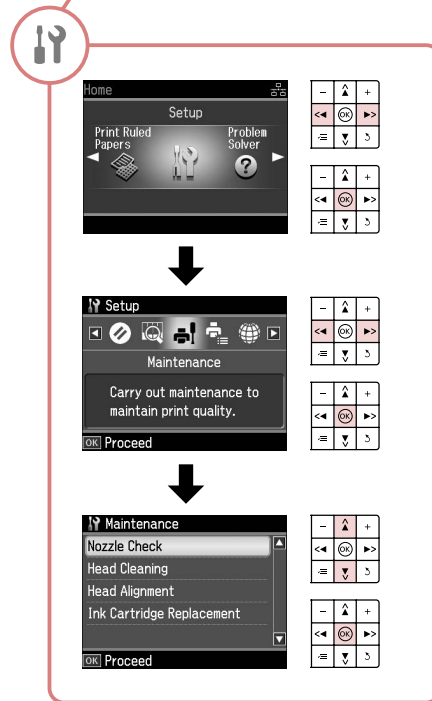 Home
Setup
Print Ruled Papers
Problem Solver
- +
OK
- +
OK
Setup
Maintenance
Carry out maintenance to
maintain print quality.
OK Proceed
- +
OK
- +
OK
Maintenance
Nozzle Check
Head Cleaning
Head Alignment
Ink Cartridge Replacement
OK Proceed
- +
OK
- +
OK